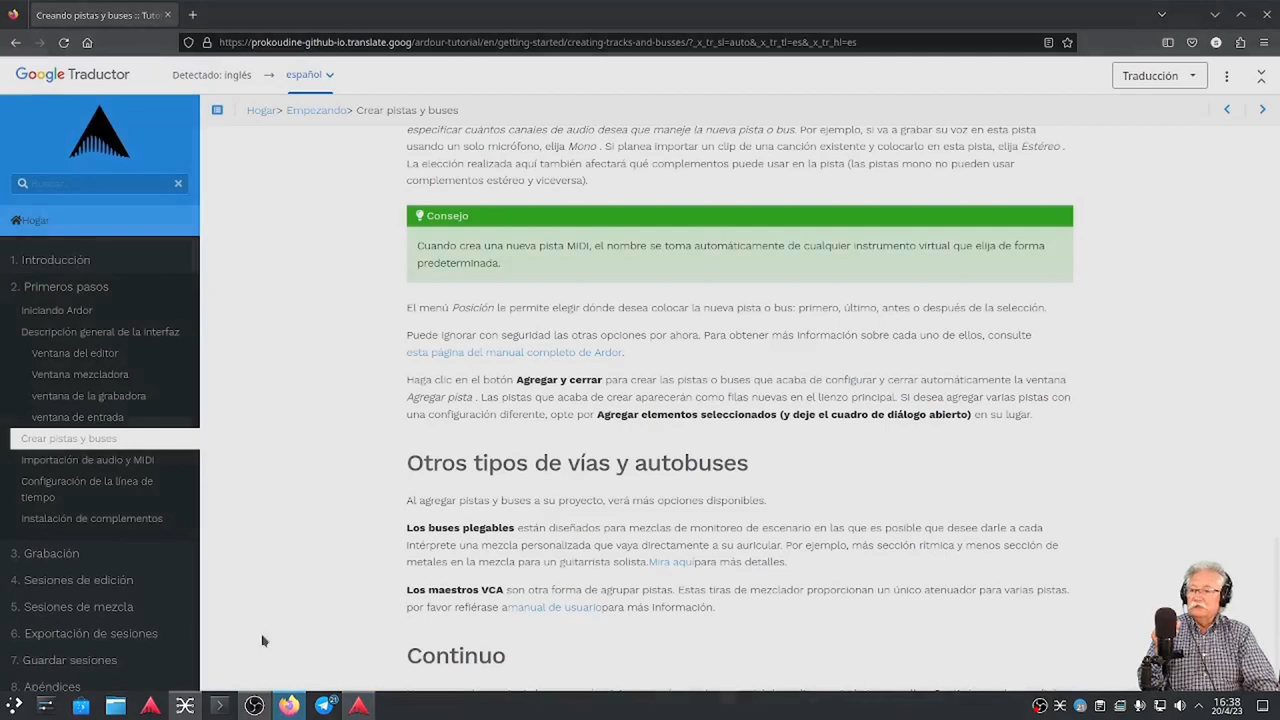 Creando pistas y buses :: Tuto
https://prokoudine-github-io.translate.goog/ardour-tutorial/en/getting-started/creating-tracks-and-busses/?_x_tr_sl=auto&_x_tr_tl=es&_x_tr_hl=es
Google Traductor
Detectado: inglés → español
Traducción
Buscar...
Hogar
1. Introducción
2. Primeros pasos
Iniciando Ardor
Descripción general de la interfaz
Ventana del editor
Ventana mezcladora
ventana de la grabadora
ventana de entrada
Crear pistas y buses
Importación de audio y MIDI
Configuración de la línea de
tiempo
Instalación de complementos
3. Grabación
4. Sesiones de edición
5. Sesiones de mezcla
6. Exportación de sesiones
7. Guardar sesiones
8. Apéndices
Hogar> Empezando> Crear pistas y buses
especificar cuántos canales de audio desea que maneje la nueva pista o bus. Por ejemplo, si va a grabar su voz en esta pista
usando un solo micrófono, elija Mono . Si planea importar un clip de una canción existente y colocarlo en esta pista, elija Estéreo .
La elección realizada aquí también afectará qué complementos puede usar en la pista (las pistas mono no pueden usar
complementos estéreo y viceversa).
Consejo
Cuando crea una nueva pista MIDI, el nombre se toma automáticamente de cualquier instrumento virtual que elija de forma
predeterminada.
El menú Posición le permite elegir dónde desea colocar la nueva pista o bus: primero, último, antes o después de la selección.
Puede ignorar con seguridad las otras opciones por ahora. Para obtener más información sobre cada uno de ellos, consulte
esta página del manual completo de Ardor.
Haga clic en el botón Agregar y cerrar para crear las pistas o buses que acaba de configurar y cerrar automáticamente la ventana
Agregar pista . Las pistas que acaba de crear aparecerán como filas nuevas en el lienzo principal. Si desea agregar varias pistas con
una configuración diferente, opte por Agregar elementos seleccionados (y deje el cuadro de diálogo abierto) en su lugar.
Otros tipos de vías y autobuses
Al agregar pistas y buses a su proyecto, verá más opciones disponibles.
Los buses plegables están diseñados para mezclas de monitoreo de escenario en las que es posible que desee darle a cada
intérprete una mezcla personalizada que vaya directamente a su auricular. Por ejemplo, más sección rítmica y menos sección de
metales en la mezcla para un guitarrista solista.Mira aquípara más detalles.
Los maestros VCA son otra forma de agrupar pistas. Estas tiras de mezclador proporcionan un único atenuador para varias pistas.
por favor refiérase amanual de usuariopara más información.
Continuo
16:38
20/4/23